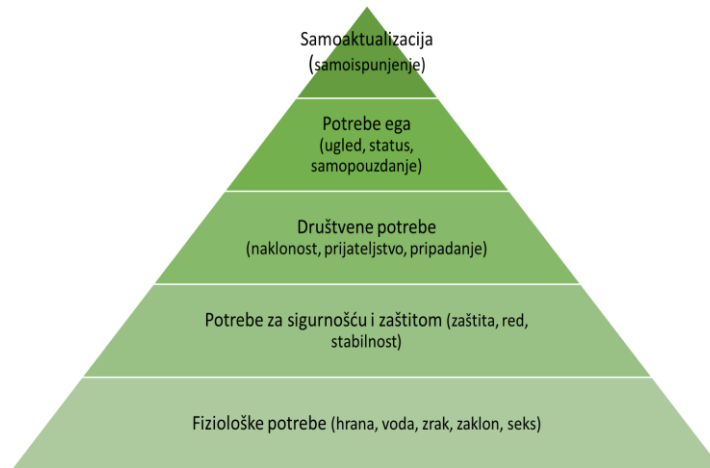 Samoaktualizacija
(samoispunjenje)
Potrebe ega
(ugled, status,
samopouzdanje)
Društvene potrebe
(naklonost, prijateljstvo, pripadanje)
Potrebe za sigurnošću i zaštitom (zaštita, red,
stabilnost)
Fiziološke potrebe (hrana, voda, zrak, zaklon, seks)